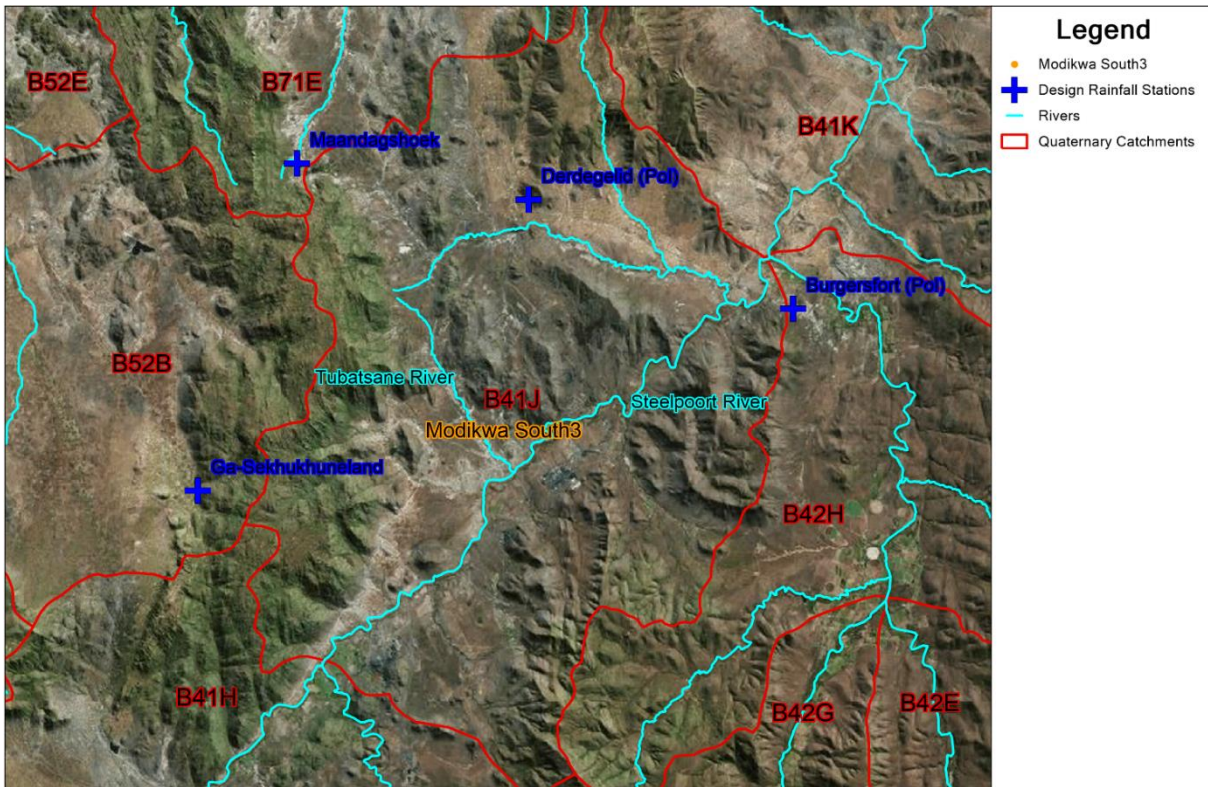 B52E
B71E
B41K
Maandagshoek
Derdegelid (Pol)
Burgersfort (Pol)
B52B
Tubatsane River
B41J
Steelpoort River
Modikwa South3
Ga-Sekhukhuneland
B42H
B41H
B42G
B42E
Legend
Modikwa South3
Design Rainfall Stations
Rivers
Quaternary Catchments